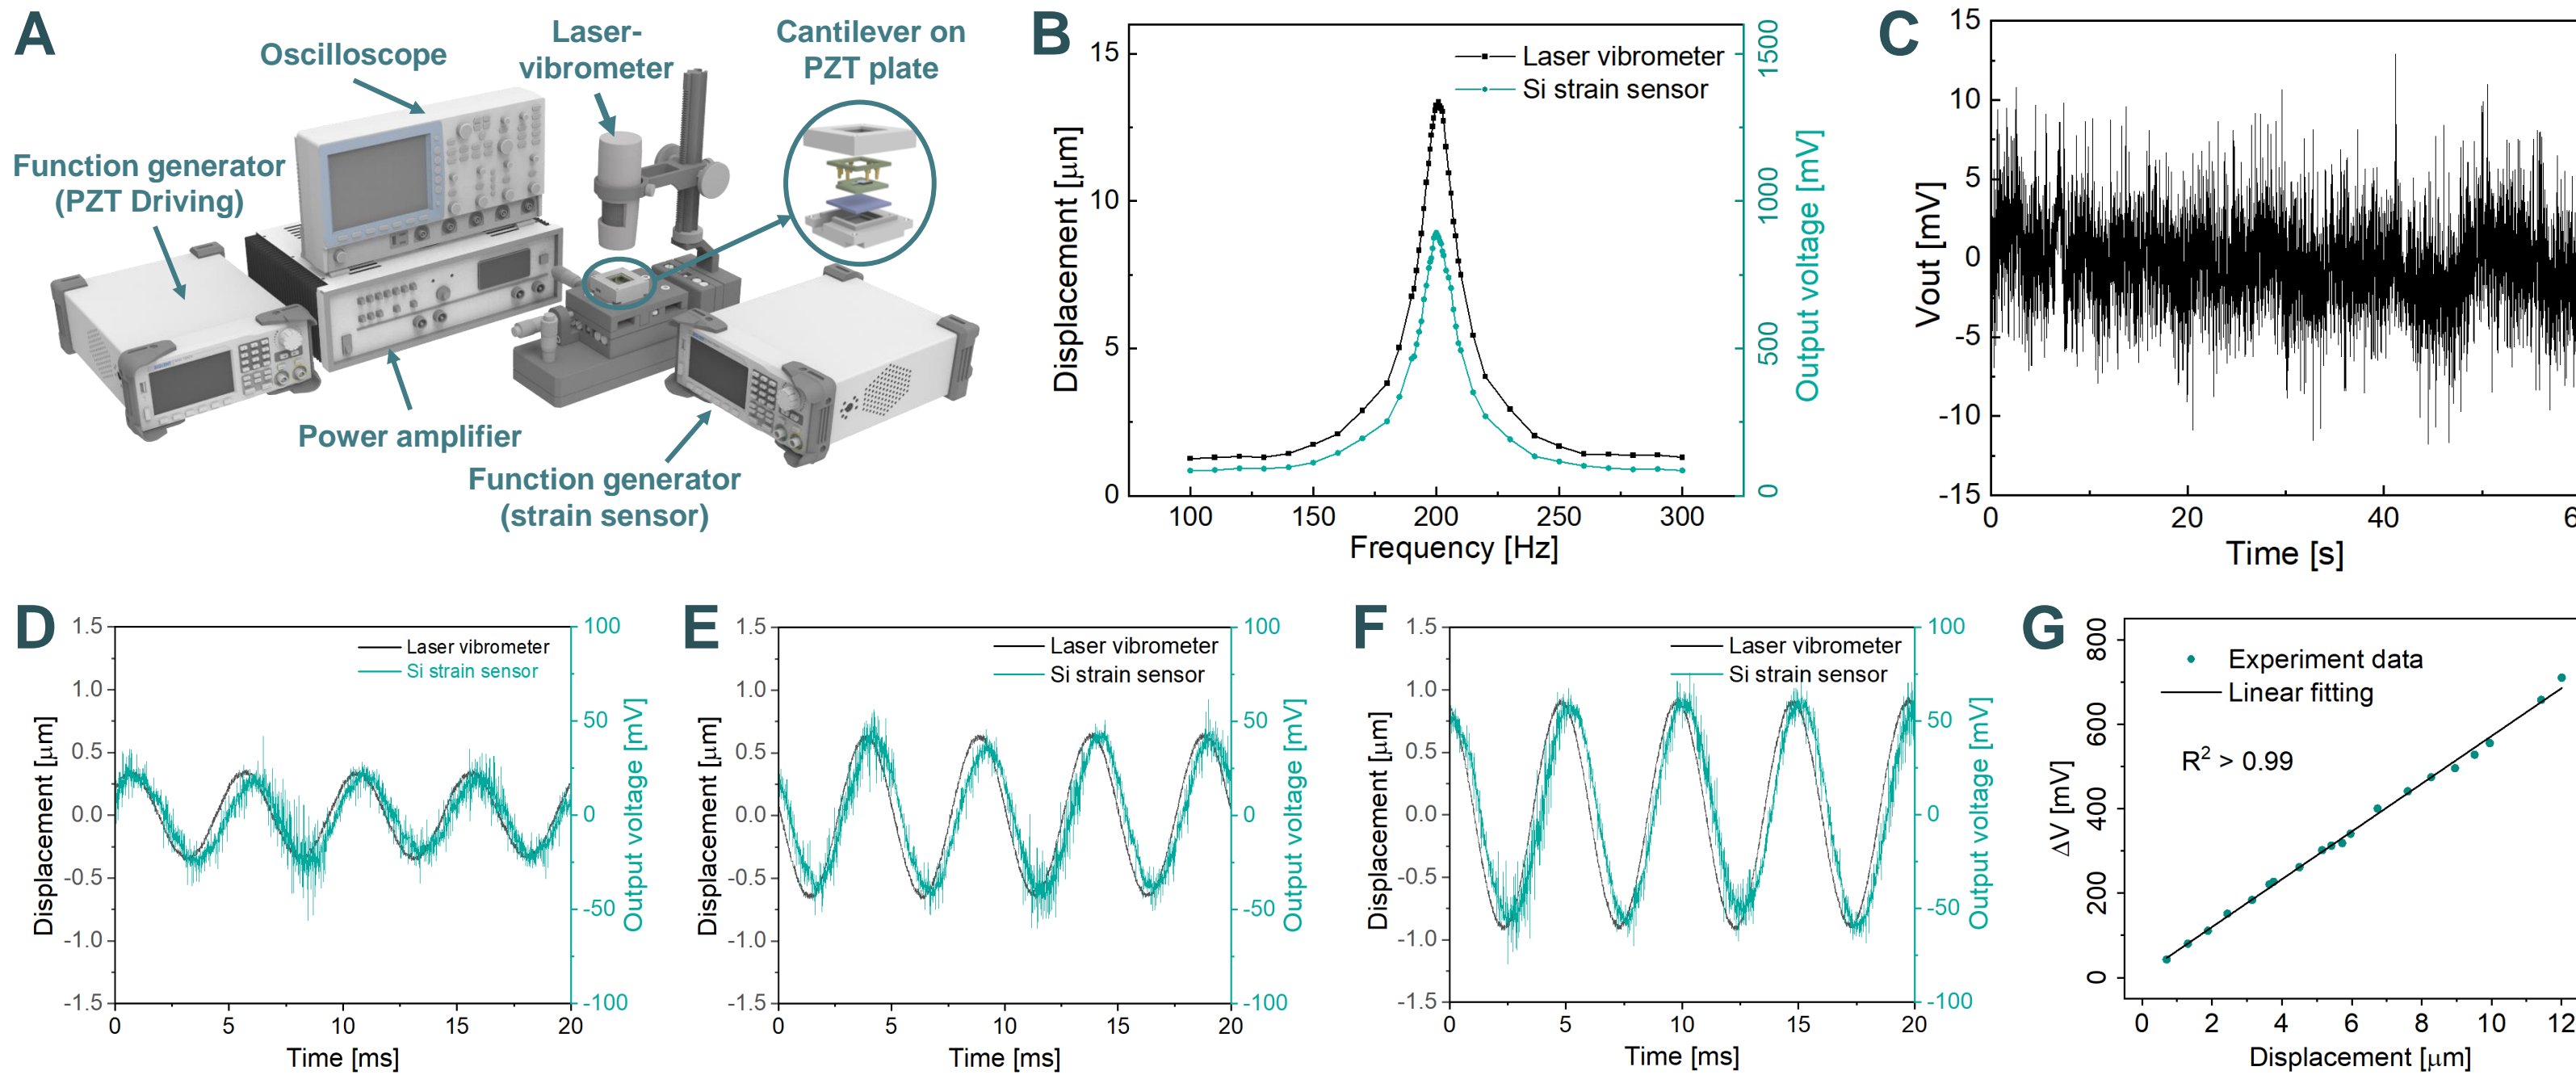 A
Oscilloscope
Laser-
vibrometer
Cantilever on
PZT plate
Function generator
(PZT Driving)
Power amplifier
Function generator
(strain sensor)
B
Laser vibrometer
Si strain sensor
15
10
5
0
Displacement [μm]
1500
1000
500
0
Output voltage [mV]
100 150 200 250 300
Frequency [Hz]
C
15
10
5
0
-5
-10
-15
Vout [mV]
0 20 40 6
Time [s]
D
Laser vibrometer
Si strain sensor
1.5
1.0
0.5
0.0
-0.5
-1.0
-1.5
Displacement [μm]
100
50
0
-50
-100
Output voltage [mV]
0 5 10 15 20
Time [ms]
E
Laser vibrometer
Si strain sensor
1.5
1.0
0.5
0.0
-0.5
-1.0
-1.5
Displacement [μm]
100
50
0
-50
-100
Output voltage [mV]
0 5 10 15 20
Time [ms]
F
Laser vibrometer
Si strain sensor
1.5
1.0
0.5
0.0
-0.5
-1.0
-1.5
Displacement [μm]
100
50
0
-50
-100
Output voltage [mV]
0 5 10 15 20
Time [ms]
G
Experiment data
Linear fitting
R² > 0.99
800
600
400
200
0
ΔV [mV]
0 2 4 6 8 10 12
Displacement [μm]